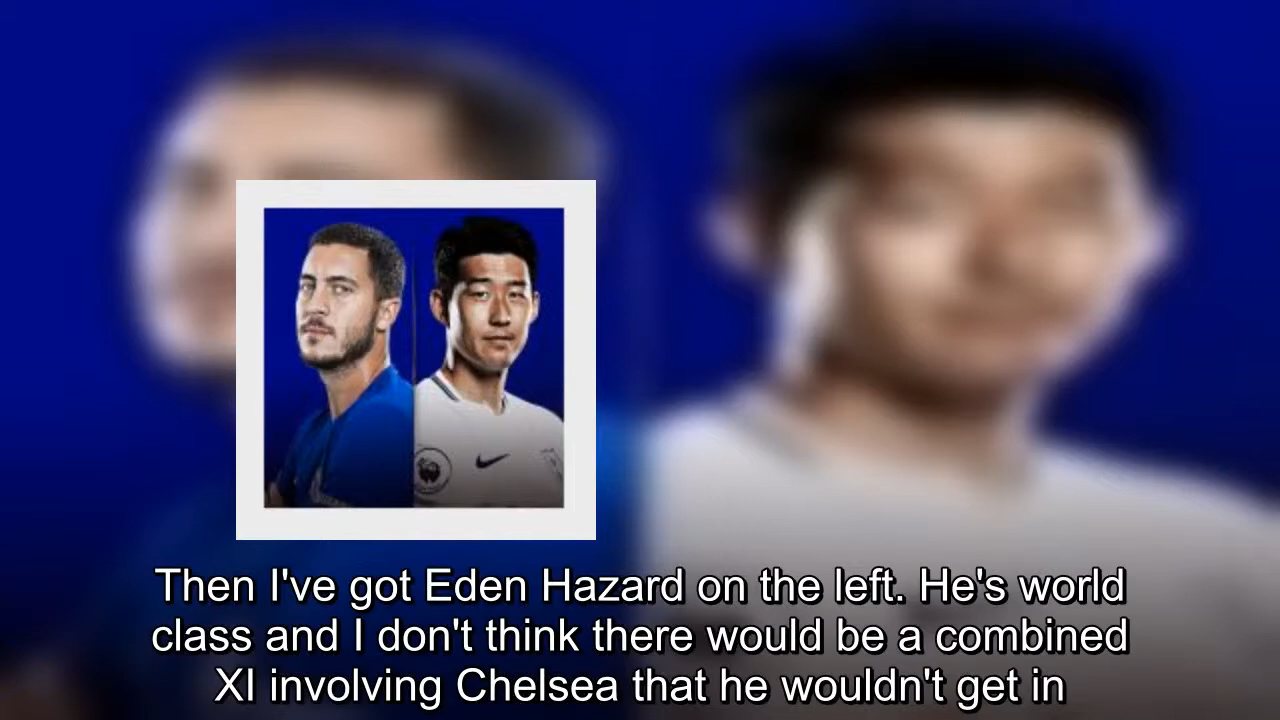 Then I've got Eden Hazard on the left. He's world
class and I don't think there would be a combined
XI involving Chelsea that he wouldn't get in